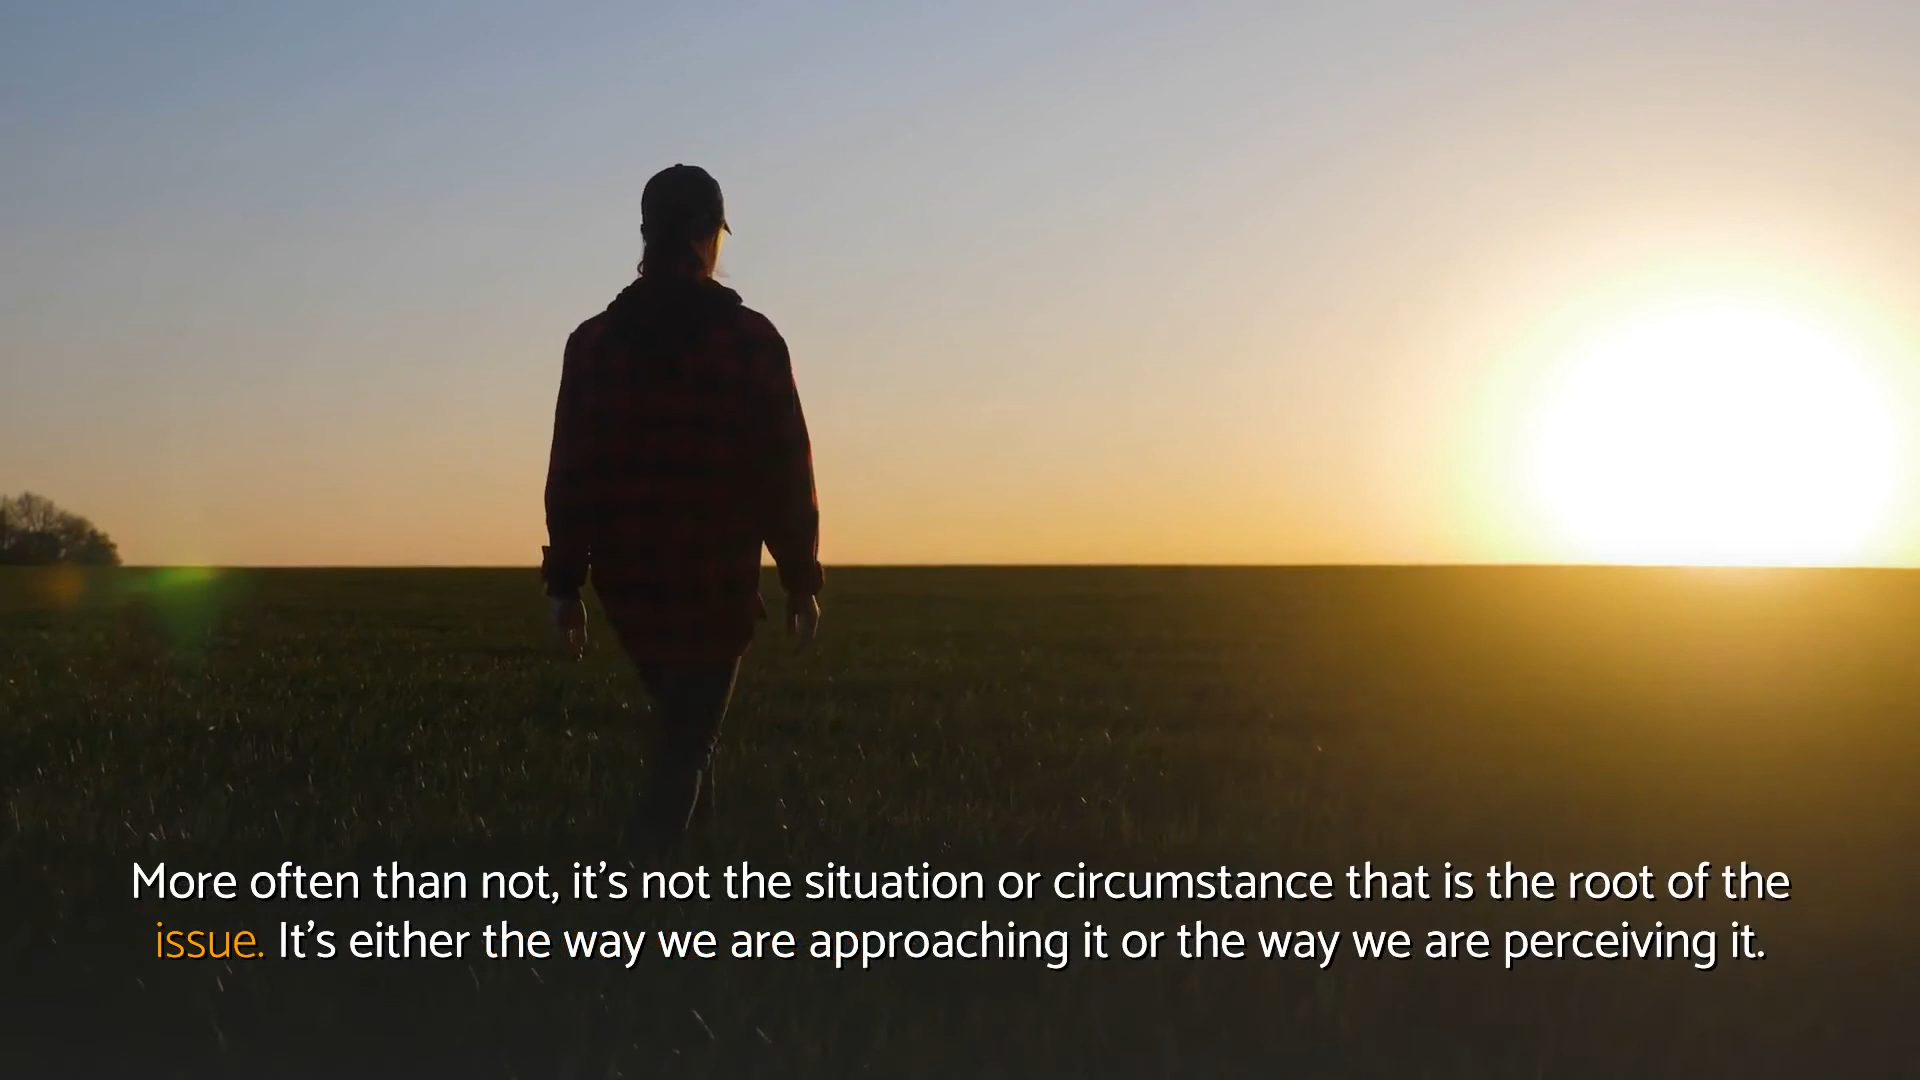 More often than not, it’s not the situation or circumstance that is the root of the
issue. It’s either the way we are approaching it or the way we are perceiving it.